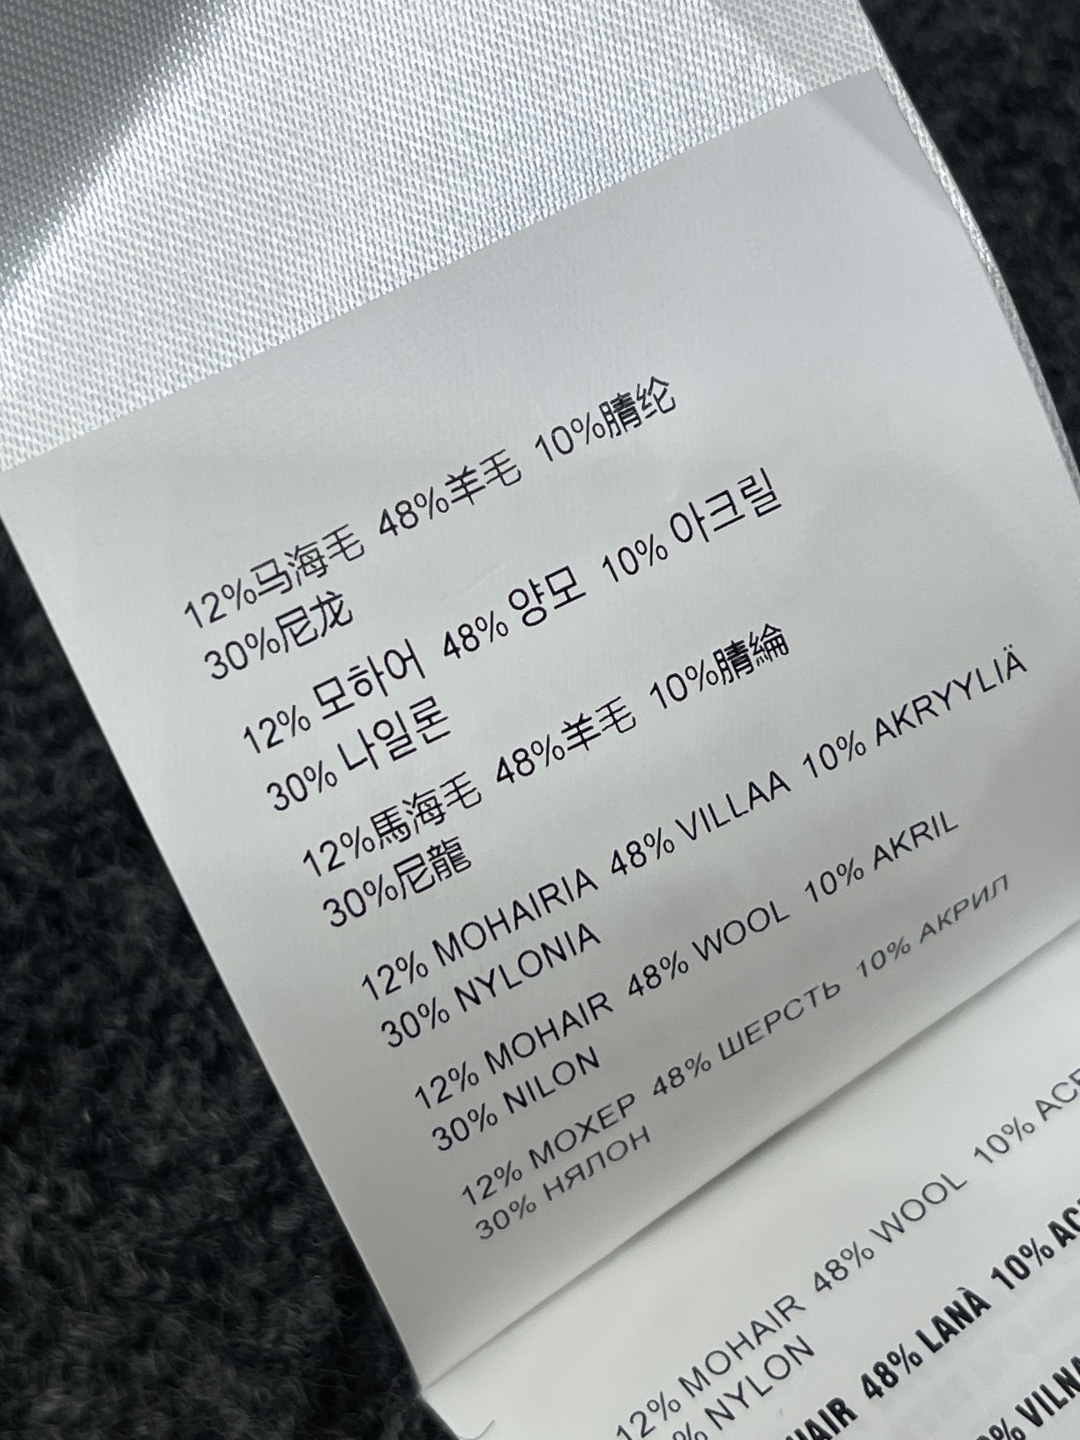 12%马海毛 48%羊毛 10%腈纶
30%尼龙
12% 모하어 48% 양모 10% 아크릴
30% 나일론
12%馬海毛 48%羊毛 10%腈綸
30%尼龍
12% MOHAIRIA 48% VILLAA 10% AKRYYLIÄ
30% NYLONIA
12% MOHAIR 48% WOOL 10% AKRIL
30% NILON
12% МОХЕР 48% ШЕРСТЬ 10% АКРИЛ
30% НЯЛОН
12% MOHAIR 48% WOOL 10%
% NYLON
48% LANÀ 10%